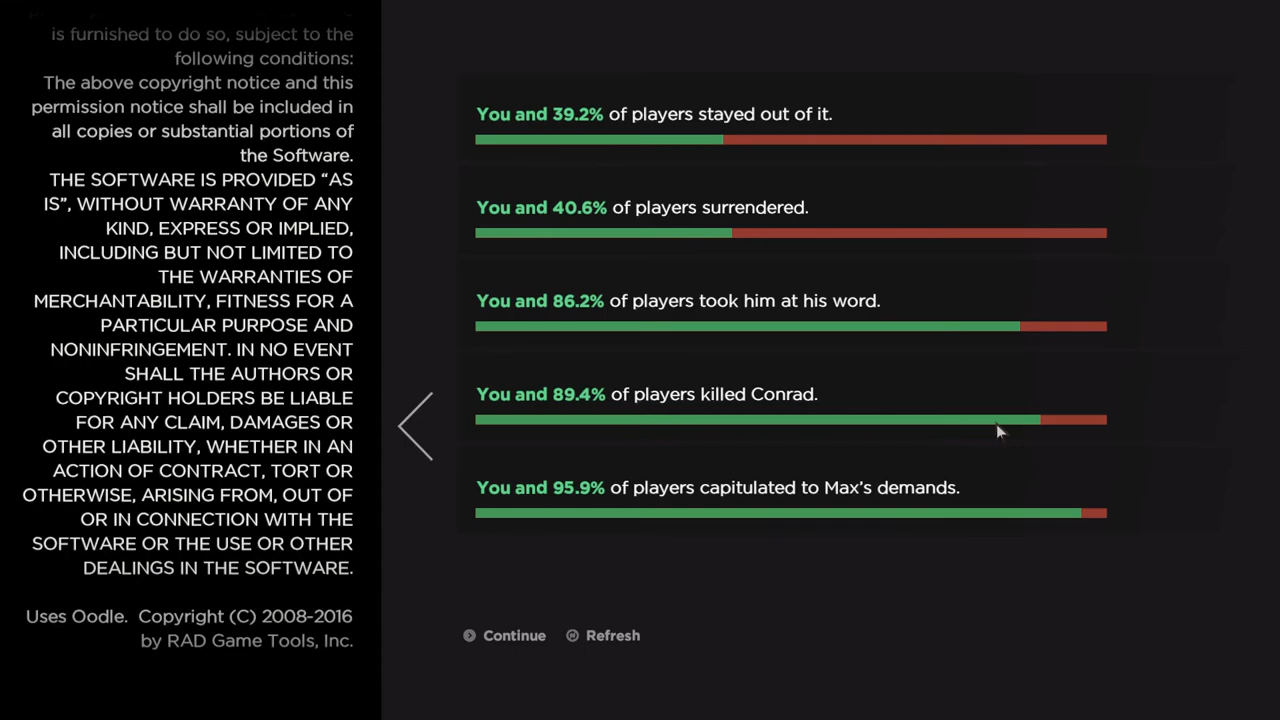 is furnished to do so, subject to the
following conditions:
The above copyright notice and this
permission notice shall be included in
all copies or substantial portions of
the Software.
THE SOFTWARE IS PROVIDED “AS
IS”, WITHOUT WARRANTY OF ANY
KIND, EXPRESS OR IMPLIED,
INCLUDING BUT NOT LIMITED TO
THE WARRANTIES OF
MERCHANTABILITY, FITNESS FOR A
PARTICULAR PURPOSE AND
NONINFRINGEMENT. IN NO EVENT
SHALL THE AUTHORS OR
COPYRIGHT HOLDERS BE LIABLE
FOR ANY CLAIM, DAMAGES OR
OTHER LIABILITY, WHETHER IN AN
ACTION OF CONTRACT, TORT OR
OTHERWISE, ARISING FROM, OUT OF
OR IN CONNECTION WITH THE
SOFTWARE OR THE USE OR OTHER
DEALINGS IN THE SOFTWARE.
Uses Oodle.  Copyright (C) 2008-2016
by RAD Game Tools, Inc.
You and 39.2% of players stayed out of it.
You and 40.6% of players surrendered.
You and 86.2% of players took him at his word.
You and 89.4% of players killed Conrad.
You and 95.9% of players capitulated to Max’s demands.
Continue
Refresh